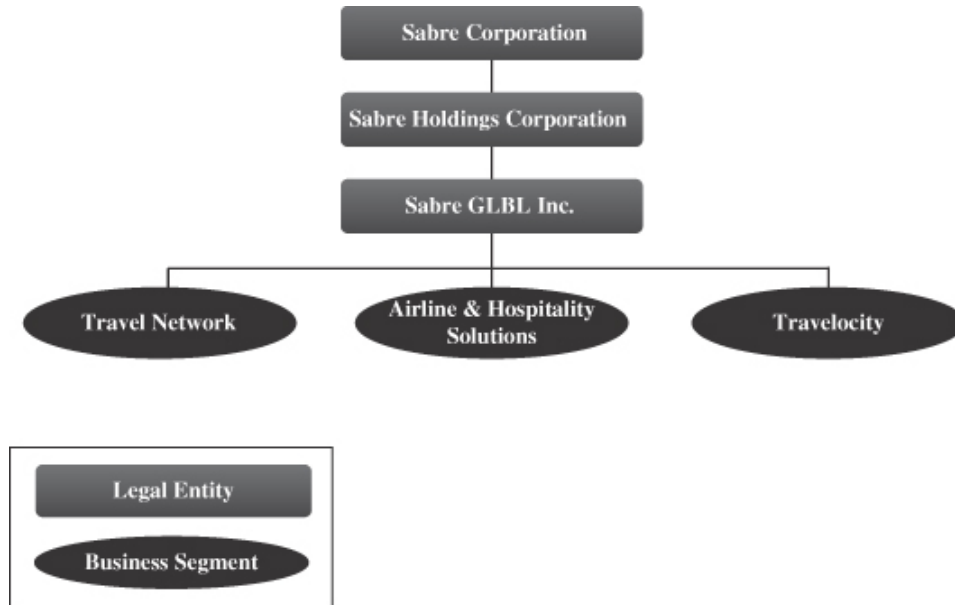 Sabre Corporation
Sabre Holdings Corporation
Sabre GLBL Inc.
Travel Network
Airline & Hospitality
Solutions
Travelocity
Legal Entity
Business Segment